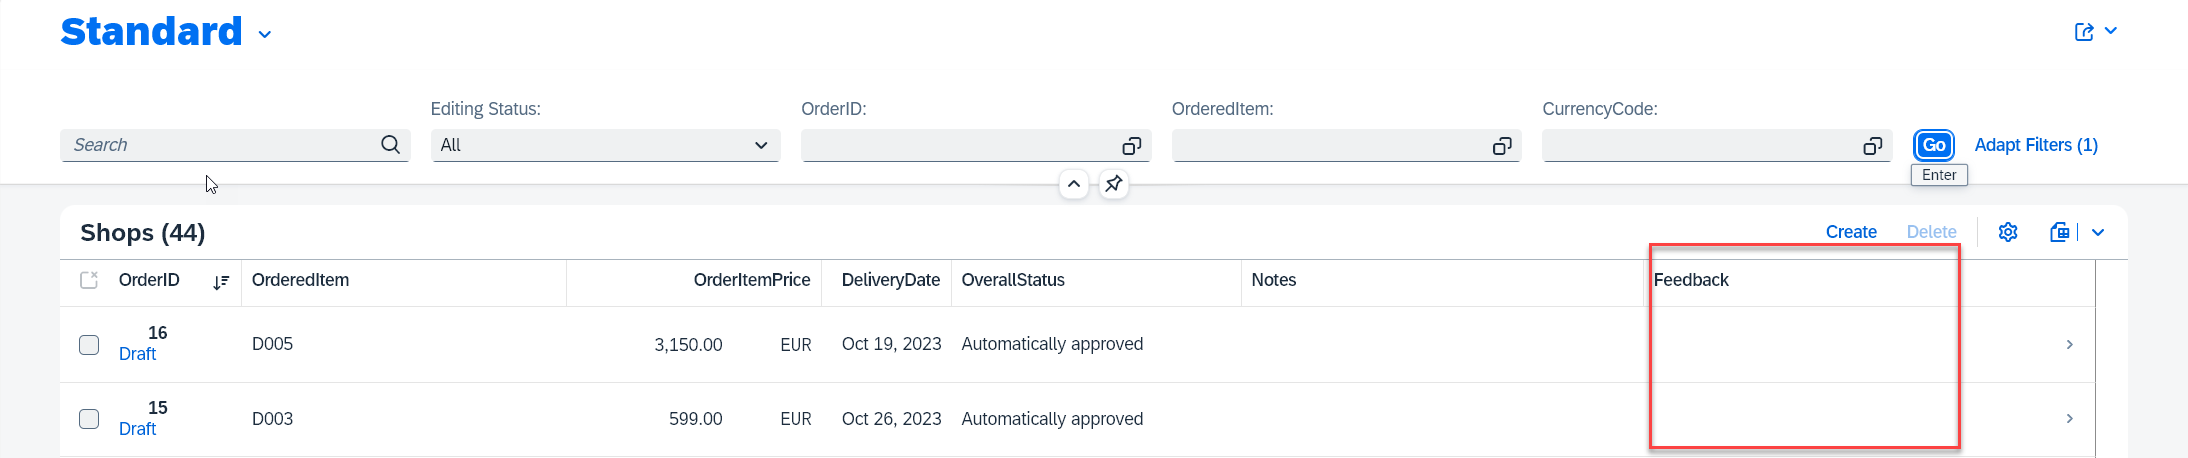 Standard
Editing Status: OrderID: OrderedItem: CurrencyCode:
Search All Go Adapt Filters (1)
Enter
Shops (44) Create Delete
OrderID OrderedItem OrderItemPrice DeliveryDate OverallStatus Notes Feedback
16
Draft D005 3,150.00 EUR Oct 19, 2023 Automatically approved
15
Draft D003 599.00 EUR Oct 26, 2023 Automatically approved